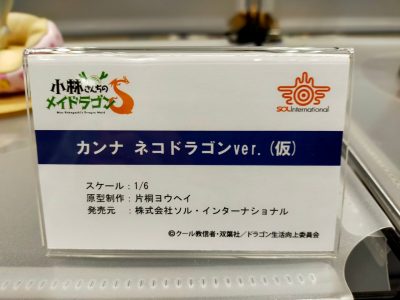 小林さんちの
メイドラゴンS
Miss Kobayashi's Dragon Maid
SOLInternational
カンナ ネコドラゴンver.(仮)
スケール:1/6
原型制作:片桐ヨウヘイ
発売元 :株式会社ソル・インターナショナル
©クール教信者・双葉社／ドラゴン生活向上委員会